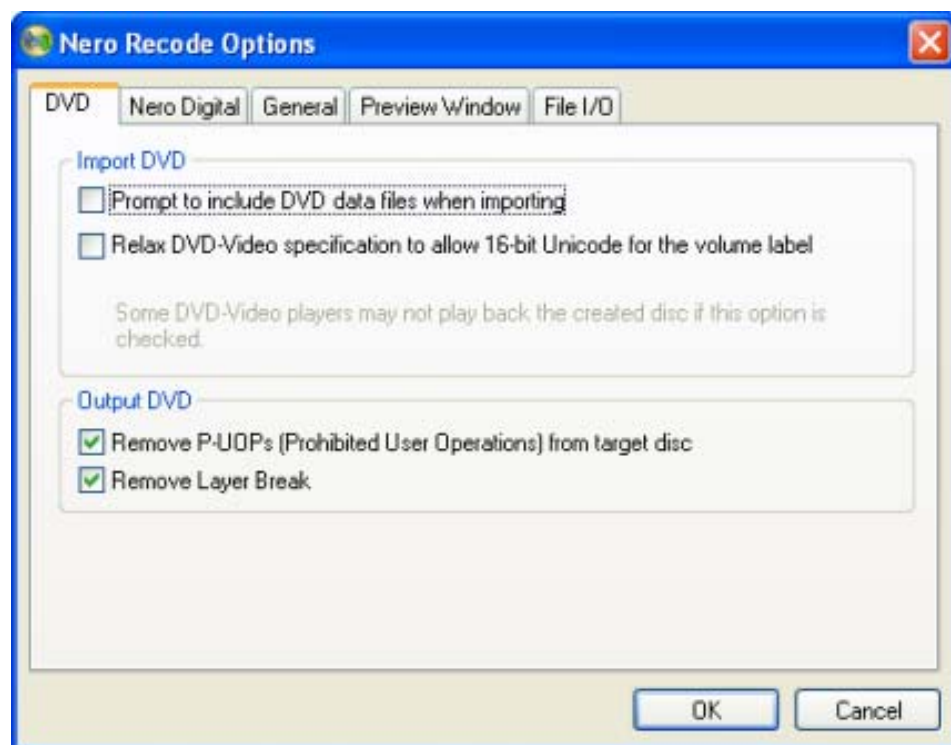 Nero Recode Options
DVD Nero Digital General Preview Window File I/O
Import DVD
Prompt to include DVD data files when importing
Relax DVD-Video specification to allow 16-bit Unicode for the volume label
Some DVD-Video players may not play back the created disc if this option is
checked.
Output DVD
Remove P-UOPs (Prohibited User Operations) from target disc
Remove Layer Break
OK Cancel